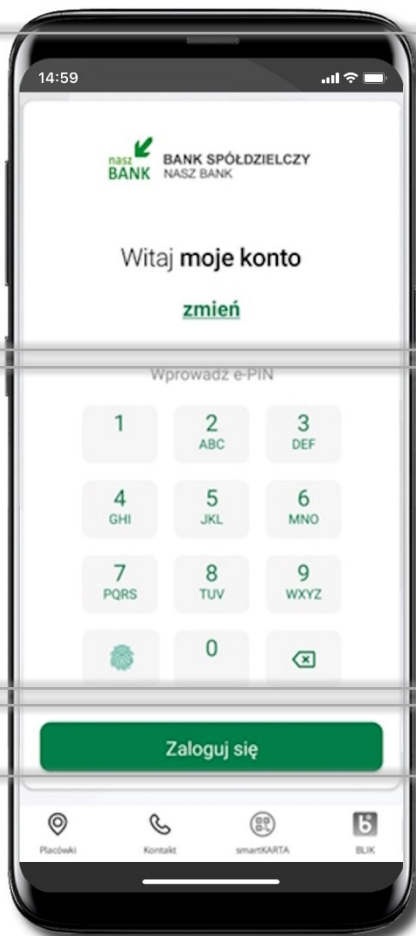 14:59
nasz
BANK
BANK SPÓŁDZIELCZY
NASZ BANK
Witaj moje konto
zmień
Wprowadź e-PIN
1
2
ABC
3
DEF
4
GHI
5
JKL
6
MNO
7
PQRS
8
TUV
9
WXYZ
0
Zaloguj się
Placówki
Kontakt
smartKARTA
BLIK